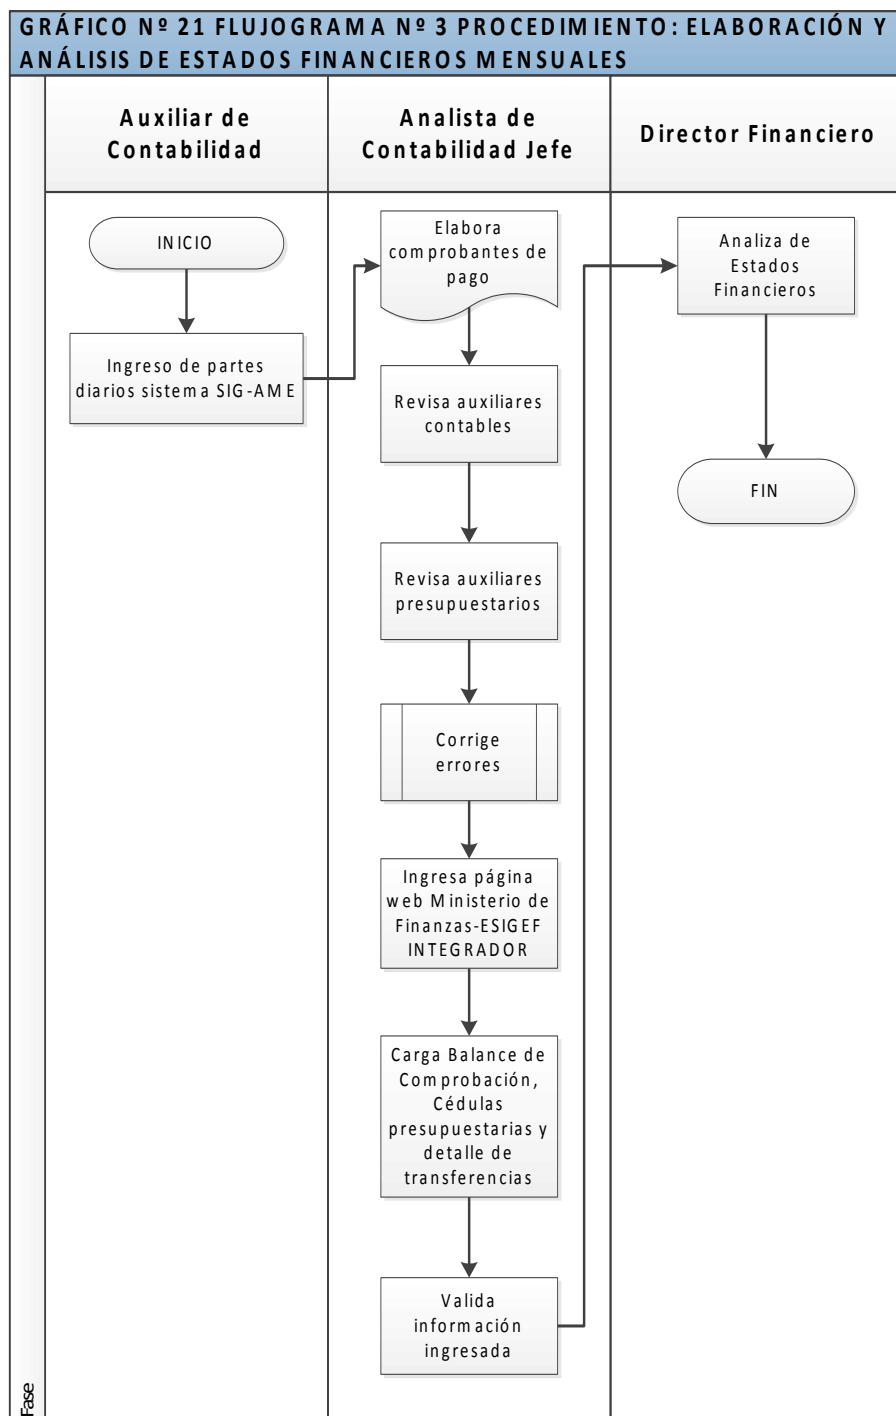 GRÁFICO Nº 21 FLUJOGRAMA Nº 3 PROCEDIMIENTO: ELABORACIÓN Y
ANÁLISIS DE ESTADOS FINANCIEROS MENSUALES
Auxiliar de
Contabilidad
Analista de
Contabilidad Jefe
Director Financiero
INICIO
Ingreso de partes
diarios sistema SIG-AME
Elabora
comprobantes de
pago
Revisa auxiliares
contables
Revisa auxiliares
presupuestarios
Corrige
errores
Ingresa página
web Ministerio de
Finanzas-ESIGEF
INTEGRADOR
Carga Balance de
Comprobación,
Cédulas
presupuestarias y
detalle de
transferencias
Valida
información
ingresada
Analiza de
Estados
Financieros
FIN
Fase